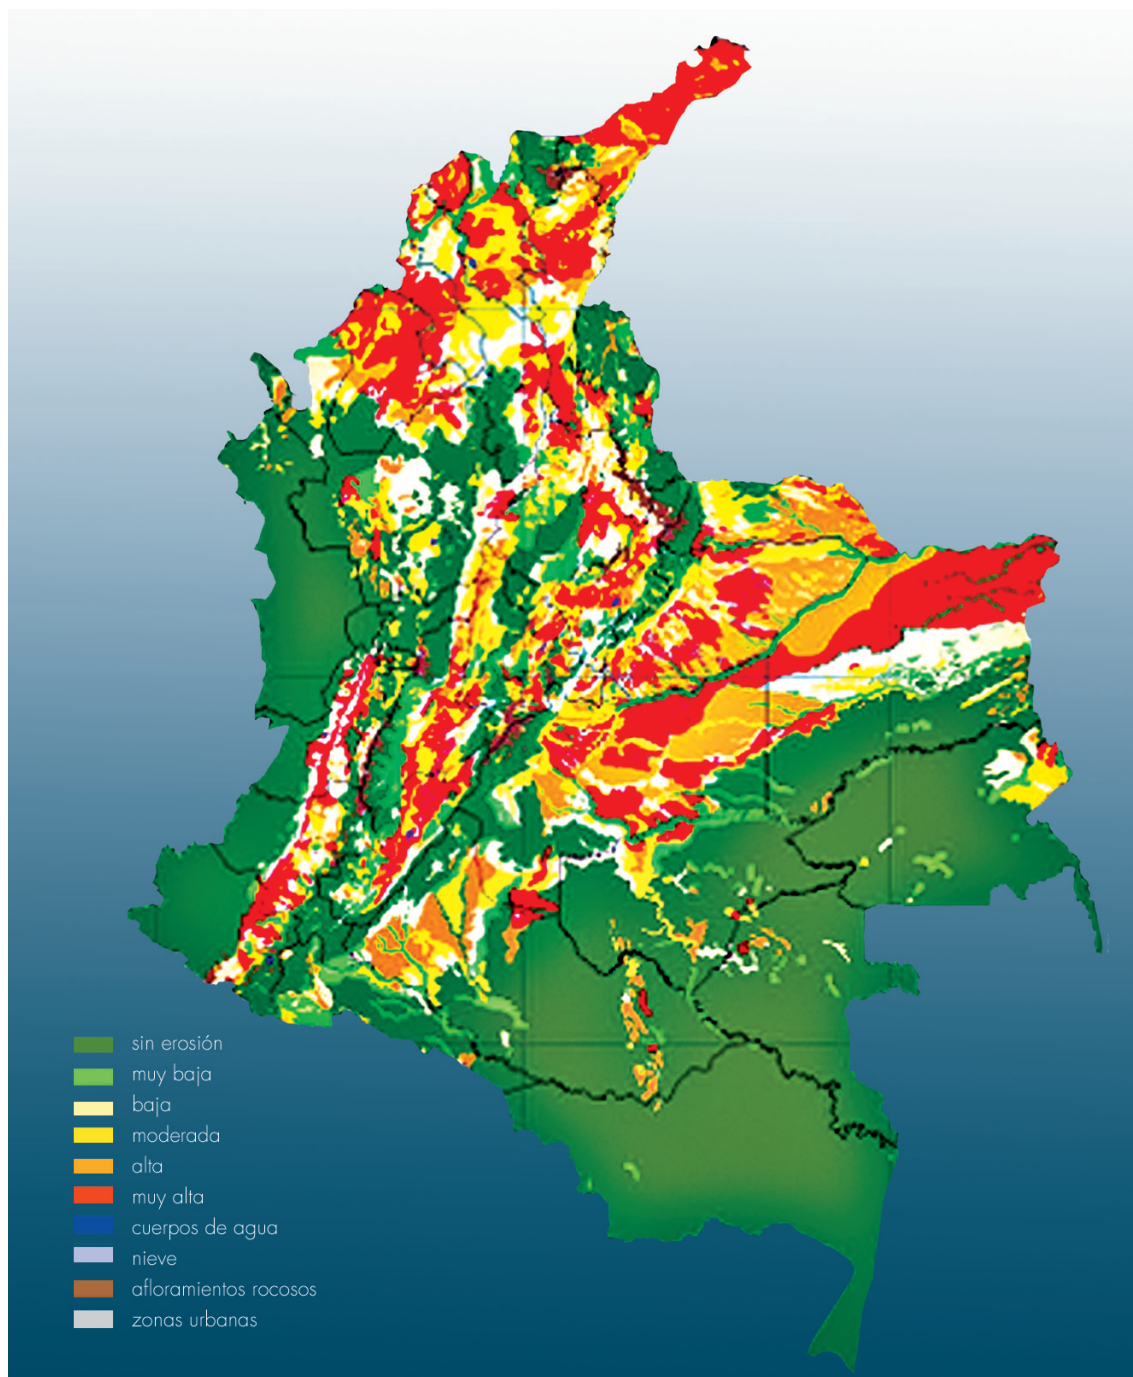 sin erosión
muy baja
baja
moderada
alta
muy alta
cuerpos de agua
nieve
afloramientos rocosos
zonas urbanas